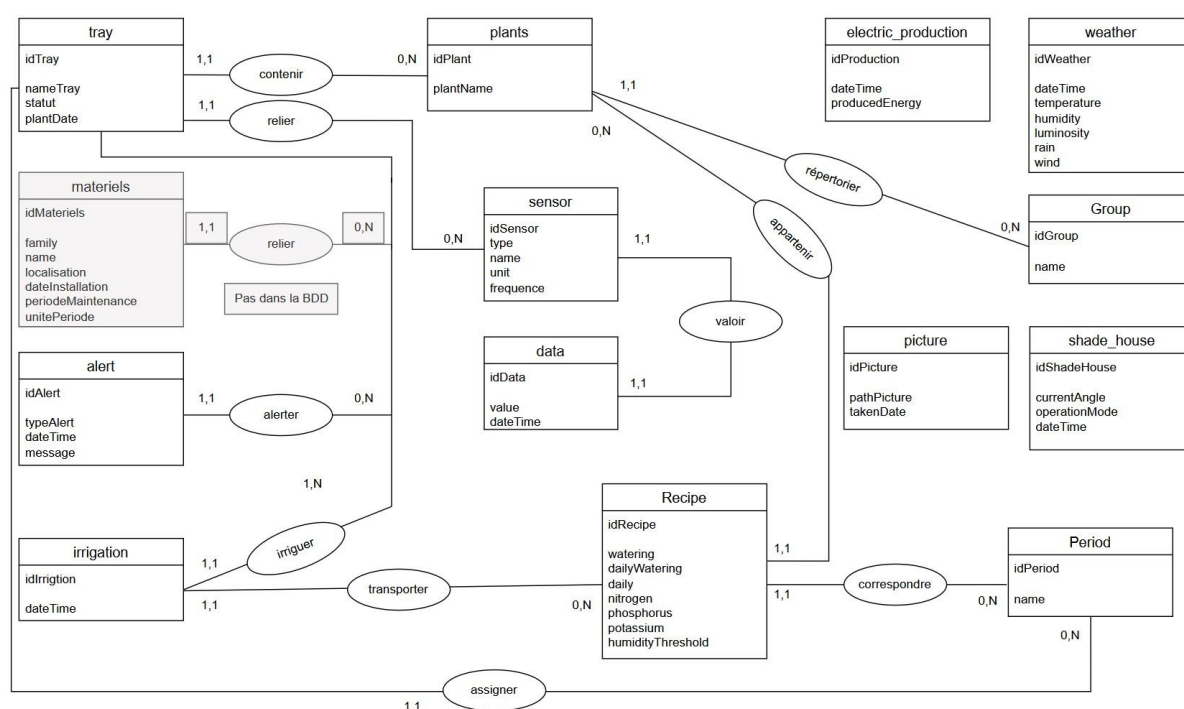 tray
idTray
nameTray
statut
plantDate
1,1
contenir
0,N
1,1
relier
plants
idPlant
plantName
1,1
0,N
electric_production
idProduction
dateTime
producedEnergy
weather
idWeather
dateTime
temperature
humidity
luminosity
rain
wind
materiels
idMateriels
family
name
localisation
dateInstallation
periodeMaintenance
unitePeriode
1,1
relier
0,N
Pas dans la BDD
sensor
idSensor
type
name
unit
frequence
0,N
1,1
répertorier
appartenir
0,N
Group
idGroup
name
valoir
data
idData
value
dateTime
1,1
picture
idPicture
pathPicture
takenDate
shade_house
idShadeHouse
currentAngle
operationMode
dateTime
alert
idAlert
typeAlert
dateTime
message
1,1
alerter
0,N
1,N
irriguer
irrigation
idIrrigtion
dateTime
1,1
1,1
transporter
0,N
Recipe
idRecipe
watering
dailyWatering
daily
nitrogen
phosphorus
potassium
humidityThreshold
1,1
1,1
correspondre
0,N
Period
idPeriod
name
0,N
assigner
1,1